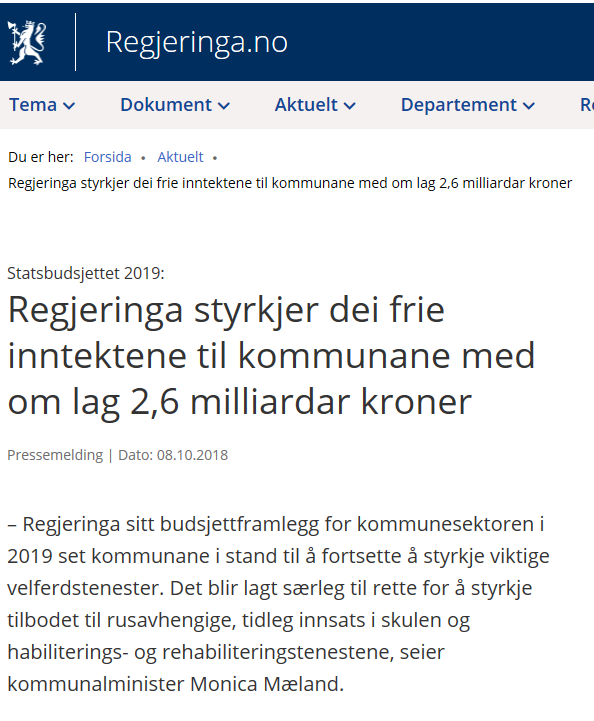 Regjeringa.no
Tema Dokument Aktuelt Departement
Du er her: Forsida • Aktuelt •
Regjeringa styrkjer dei frie inntektene til kommunane med om lag 2,6 milliardar kroner
Statsbudsjettet 2019:
Regjeringa styrkjer dei frie
inntektene til kommunane med
om lag 2,6 milliardar kroner
Pressemelding | Dato: 08.10.2018
– Regjeringa sitt budsjettframlegg for kommunesektoren i
2019 set kommunane i stand til å fortsette å styrkje viktige
velferdstenester. Det blir lagt særleg til rette for å styrkje
tilbodet til rusavhengige, tidleg innsats i skulen og
habiliterings- og rehabiliteringstenestene, seier
kommunalminister Monica Mæland.